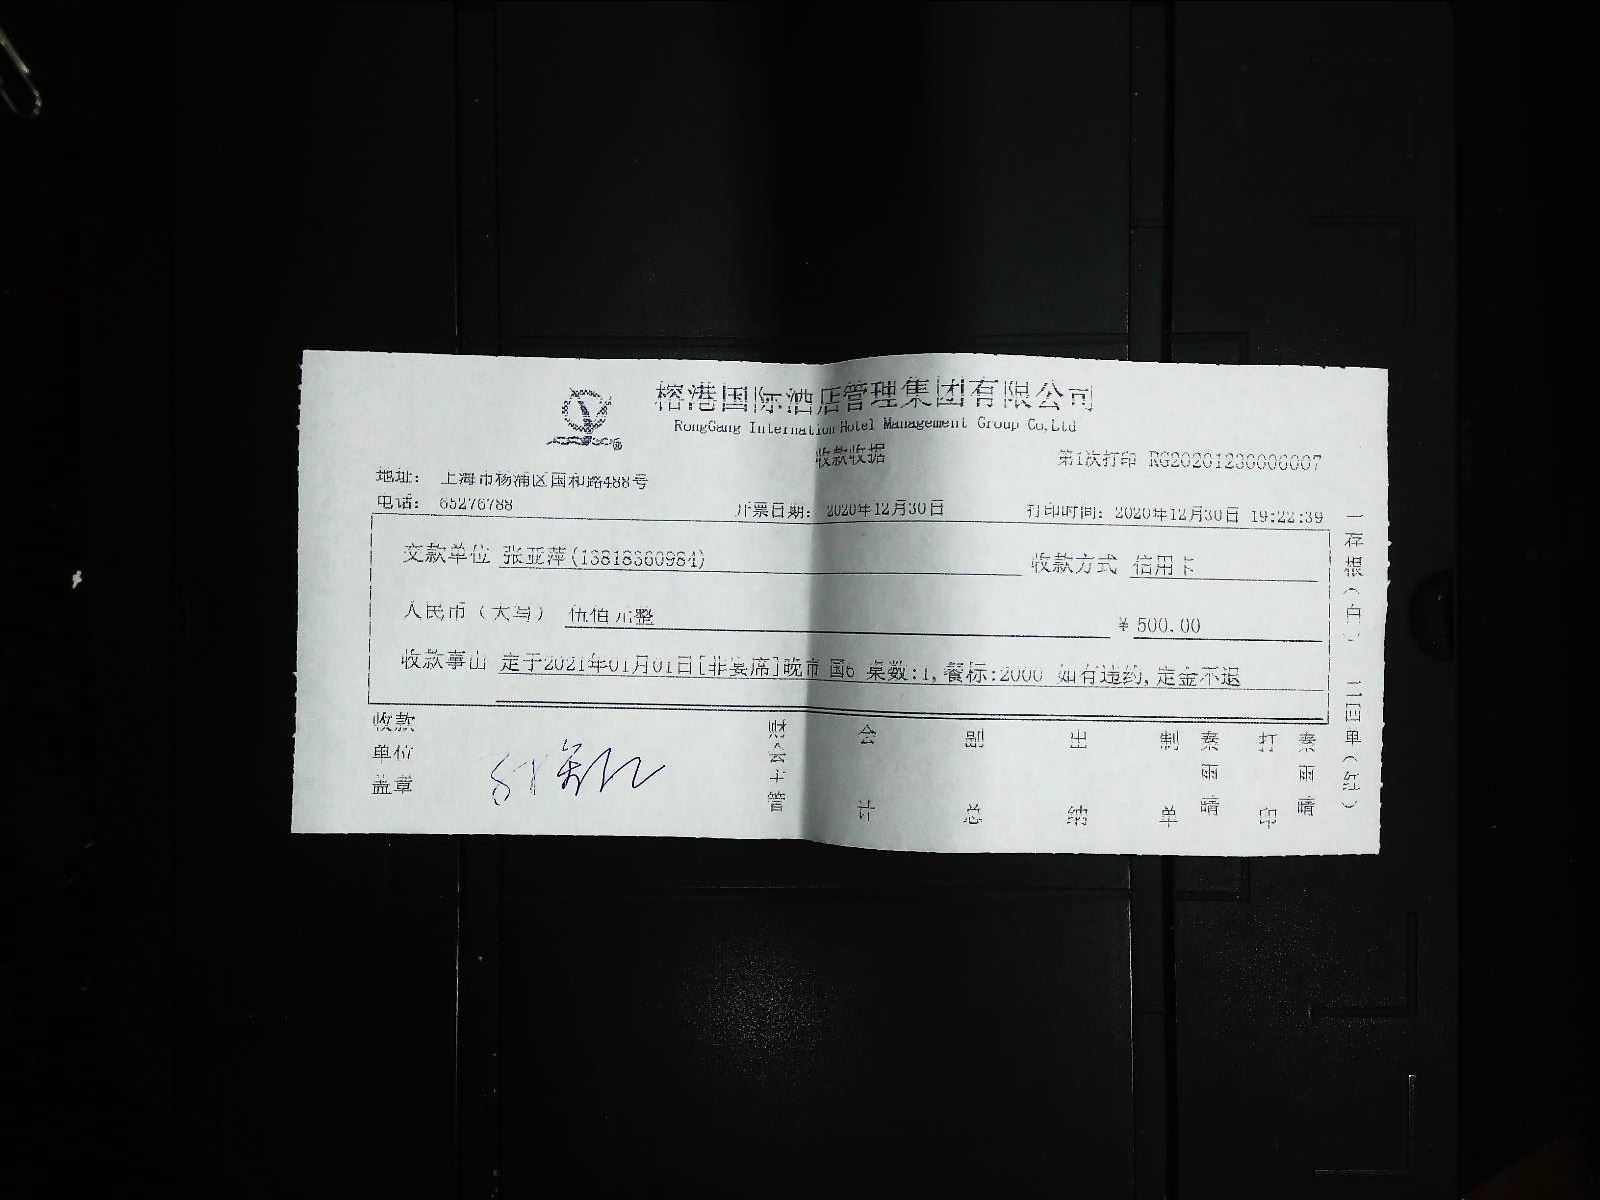 榕港国际酒店管理集团有限公司
RongGang Internation Hotel Management Group Co,Ltd
收款收据
第1次打印 RG20201230000007
地址： 上海市杨浦区国和路488号
电话： 65276788
开票日期： 2020年12月30日
打印时间: 2020年12月30日 19:22:39
交款单位 张亚萍(13818360984)
收款方式 信用卡
人民币（大写） 伍佰元整
¥ 500.00
收款事由 定于2021年01月01日[非宴席]晚市 国6 桌数:1,餐标:2000 如有违约,定金不退
收款单位盖章
财会主管
会计
副总
出纳
制单
秦雨晴
打印
秦雨晴
一存根（白） 二回单（红）